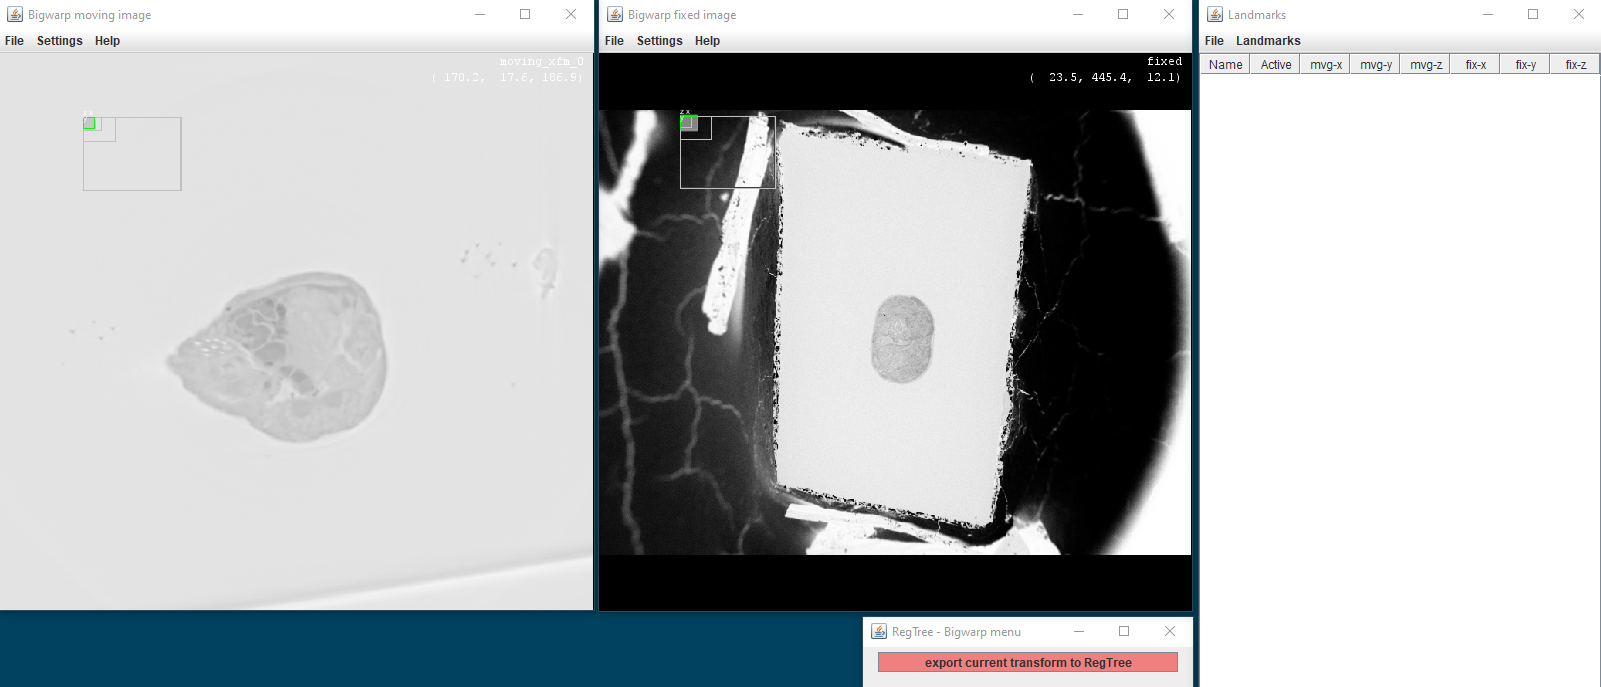 Bigwarp moving image
File Settings Help
moving_xfm_0
( 170.2, 17.6, 186.9)
Bigwarp fixed image
File Settings Help
fixed
( 23.5, 445.4, 12.1)
z x
Landmarks
File Landmarks
Name Active mvg-x mvg-y mvg-z fix-x fix-y fix-z
RegTree - Bigwarp menu
export current transform to RegTree